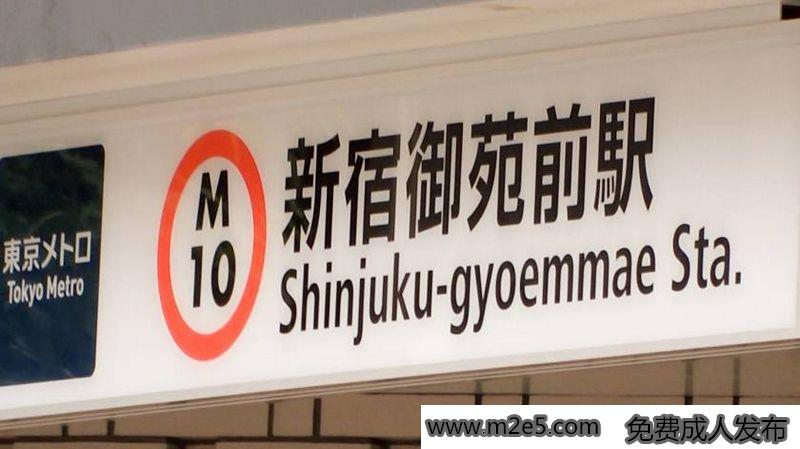 東京メトロ
Tokyo Metro
M
10
新宿御苑前駅
Shinjuku-gyoemmae Sta.
www.m2e5.com 免费成人发布